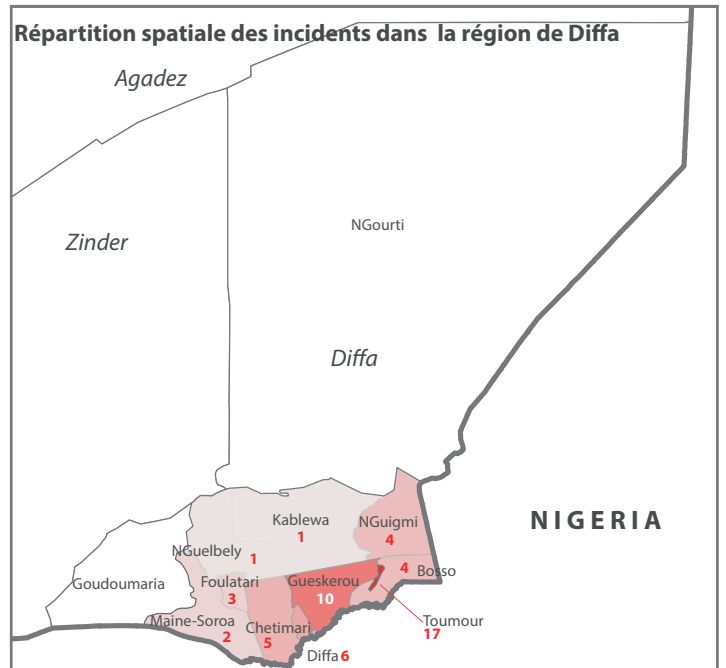 Répartition spatiale des incidents dans la région de Diffa
Agadez
Zinder
NGourti
Diffa
NIGERIA
Kablewa
1
NGuigmi
4
NGuelbely
1
Goudoumaria
Foulatari
3
Gueskerou
10
4 Bosso
Maine-Soroa
2
Chetimari
5
Toumour
17
Diffa 6